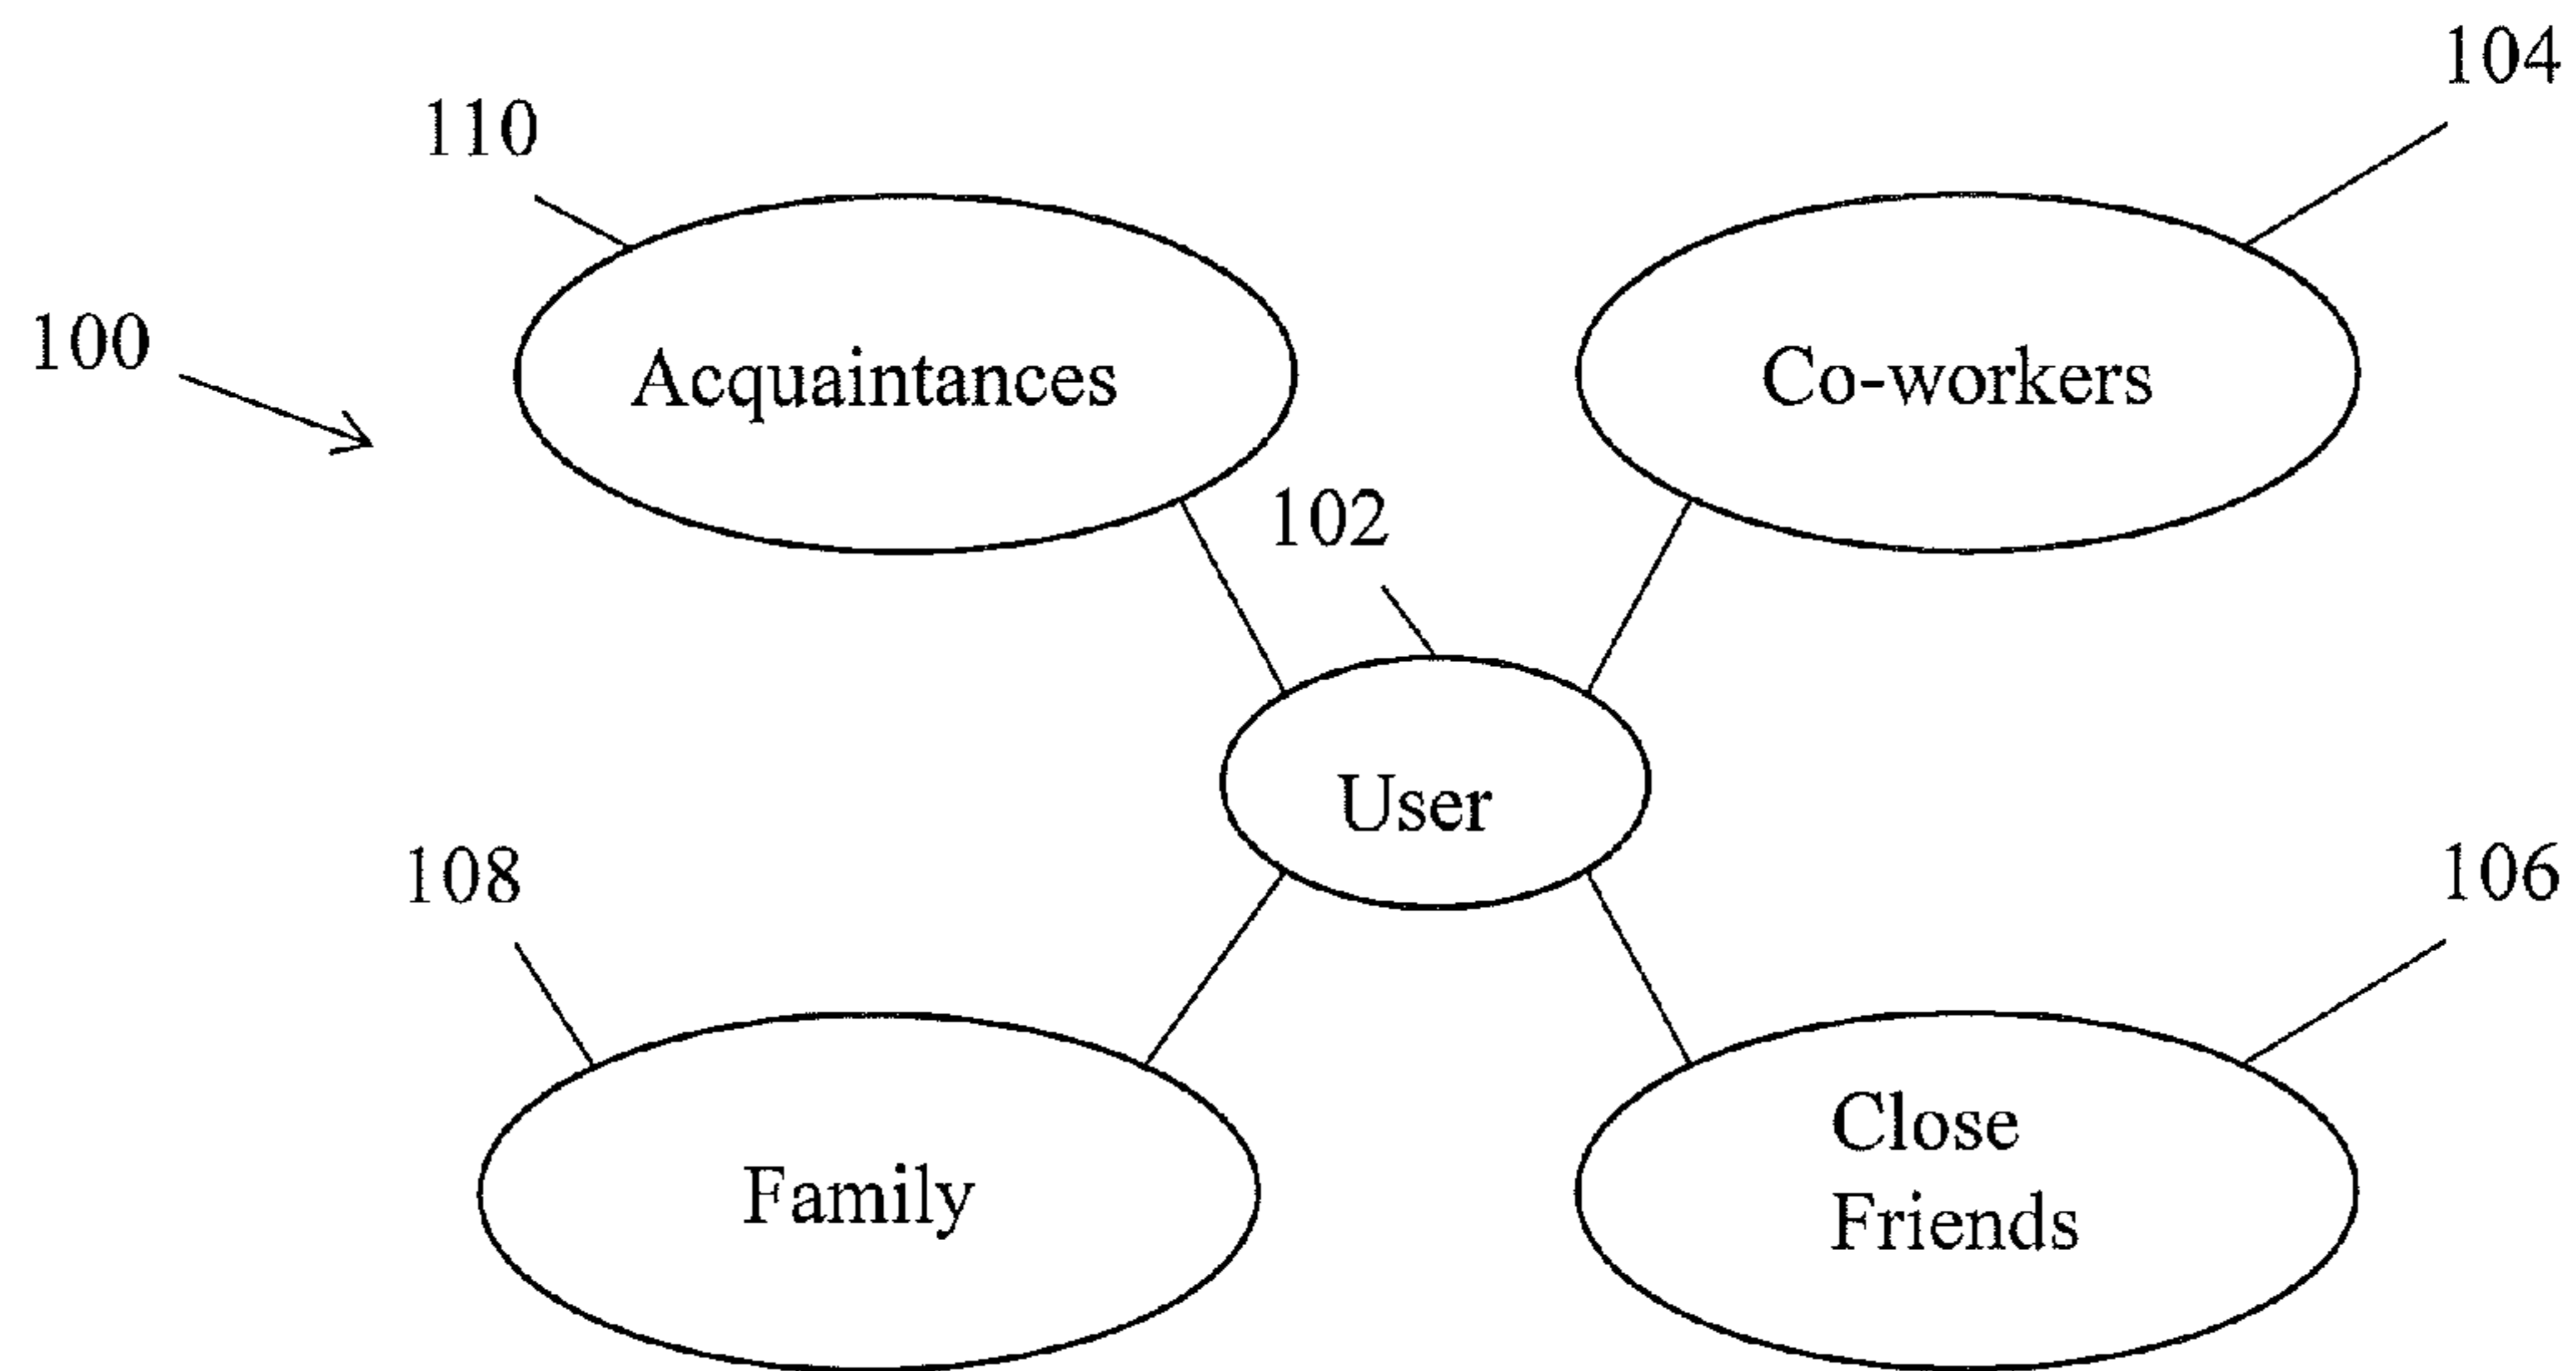 104
110
100
Acquaintances
Co-workers
102
User
108
106
Close
Friends
Family